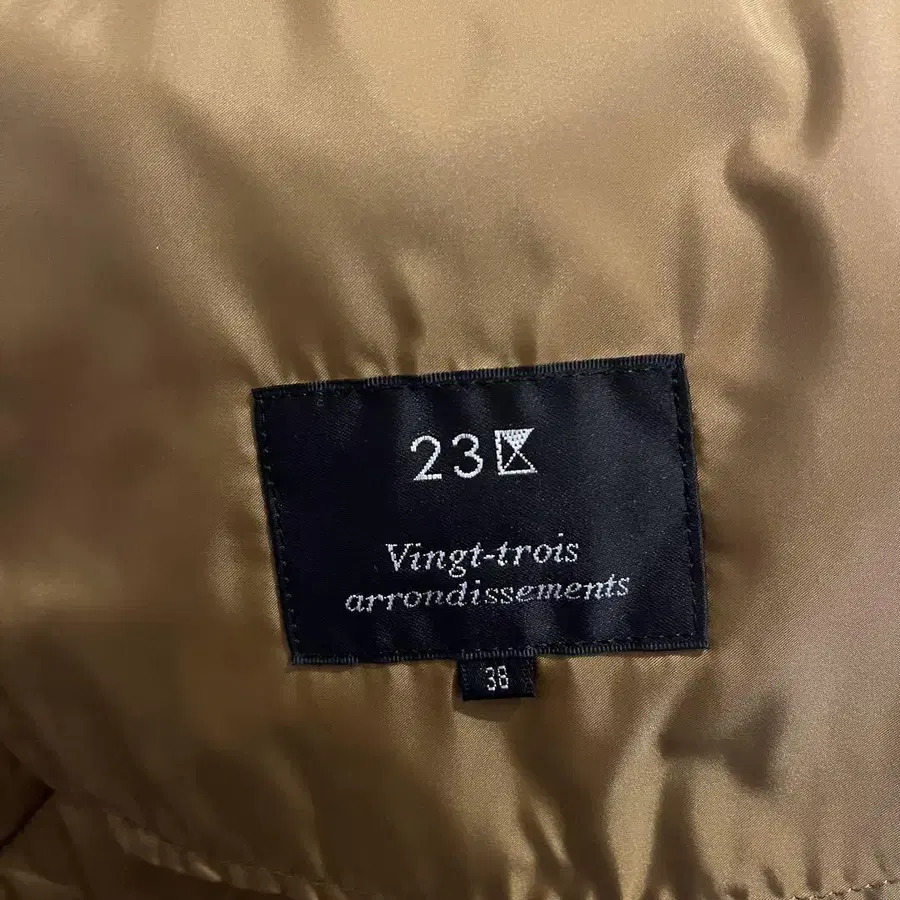 23区
Vingt-trois
arrondissements
38